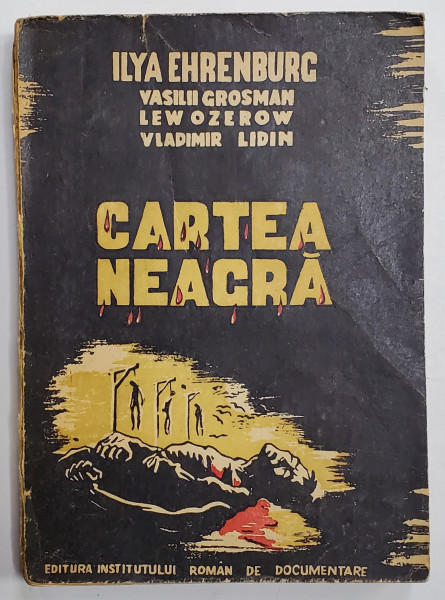 ILYA EHRENBURG
VASILII GROSMAN
LEW OZEROW
VLADIMIR LIDIN
CARTEA
NEAGRĂ
EDITURA INSTITUTULUI ROMÂN DE DOCUMENTARE